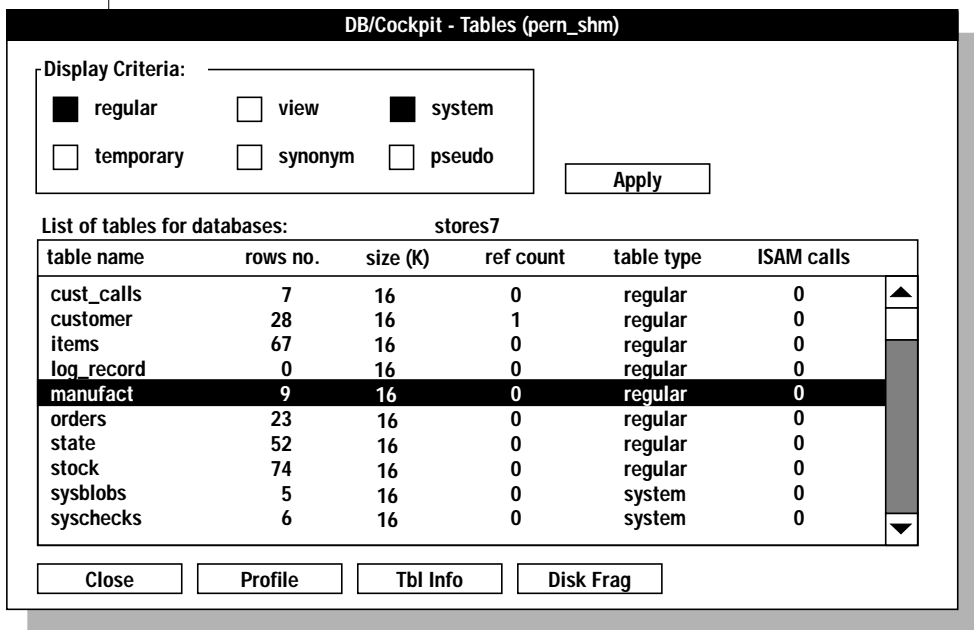 DB/Cockpit - Tables (pern_shm)
Display Criteria:
regular view system
temporary synonym pseudo
Apply
List of tables for databases: stores7
table name rows no. size (K) ref count table type ISAM calls
cust_calls 7 16 0 regular 0
customer 28 16 1 regular 0
items 67 16 0 regular 0
log_record 0 16 0 regular 0
manufact 9 16 0 regular 0
orders 23 16 0 regular 0
state 52 16 0 regular 0
stock 74 16 0 regular 0
sysblobs 5 16 0 system 0
syschecks 6 16 0 system 0
Close Profile Tbl Info Disk Frag